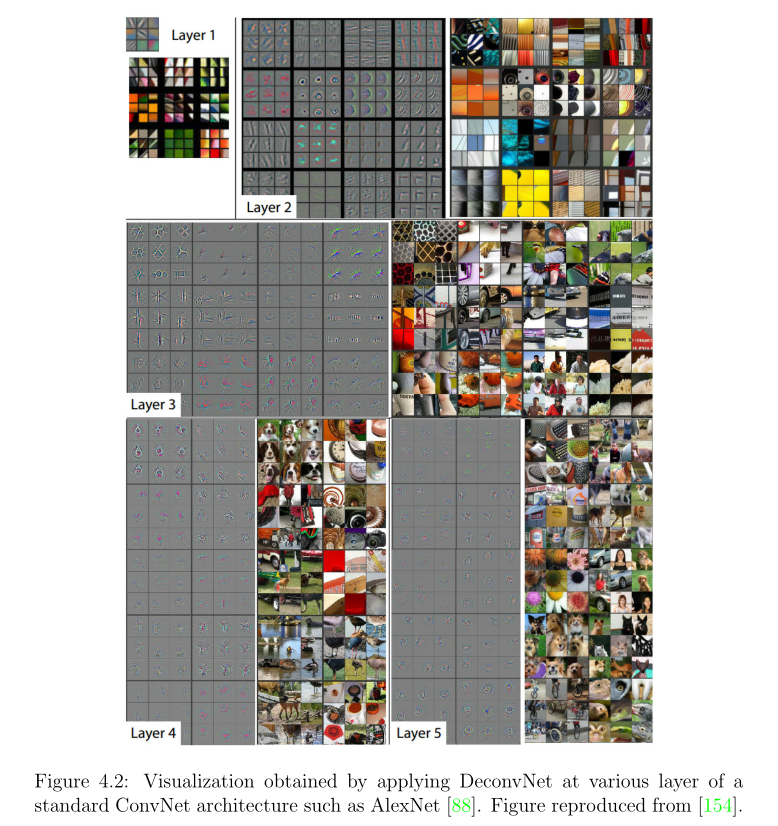 Layer 1
Layer 2
Layer 3
Layer 4
Layer 5
Figure 4.2: Visualization obtained by applying DeconvNet at various layer of a
standard ConvNet architecture such as AlexNet [88]. Figure reproduced from [154].